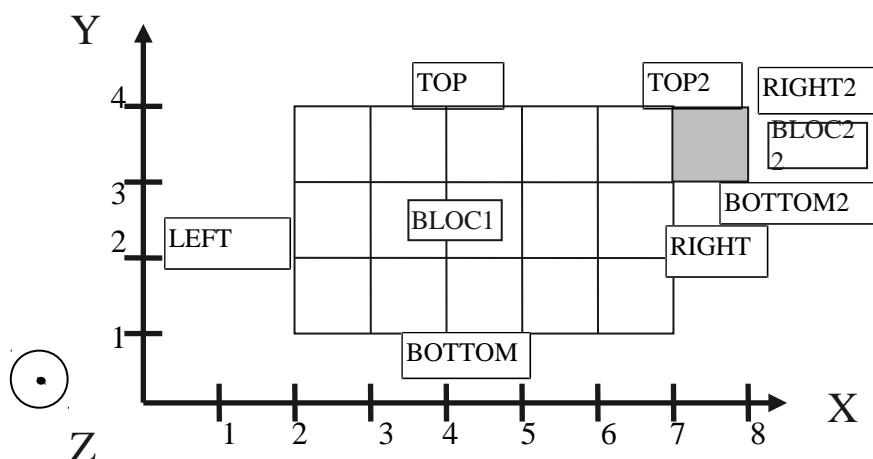 Y
4
TOP
TOP2
RIGHT2
BLOC2
2
3
BOTTOM2
BLOC1
2
LEFT
RIGHT
1
BOTTOM
X
1
2
3
4
5
6
7
8
Z